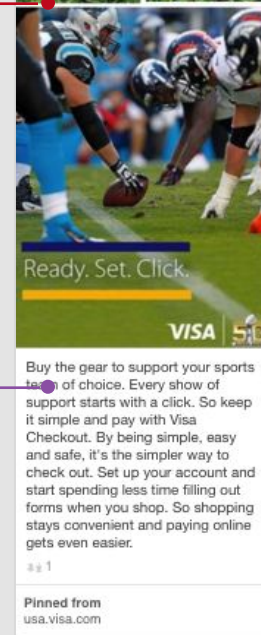 Ready. Set. Click.
VISA 50
Buy the gear to support your sports
team of choice. Every show of
support starts with a click. So keep
it simple and pay with Visa
Checkout. By being simple, easy
and safe, it's the simpler way to
check out. Set up your account and
start spending less time filling out
forms when you shop. So shopping
stays convenient and paying online
gets even easier.
1
Pinned from
usa.visa.com